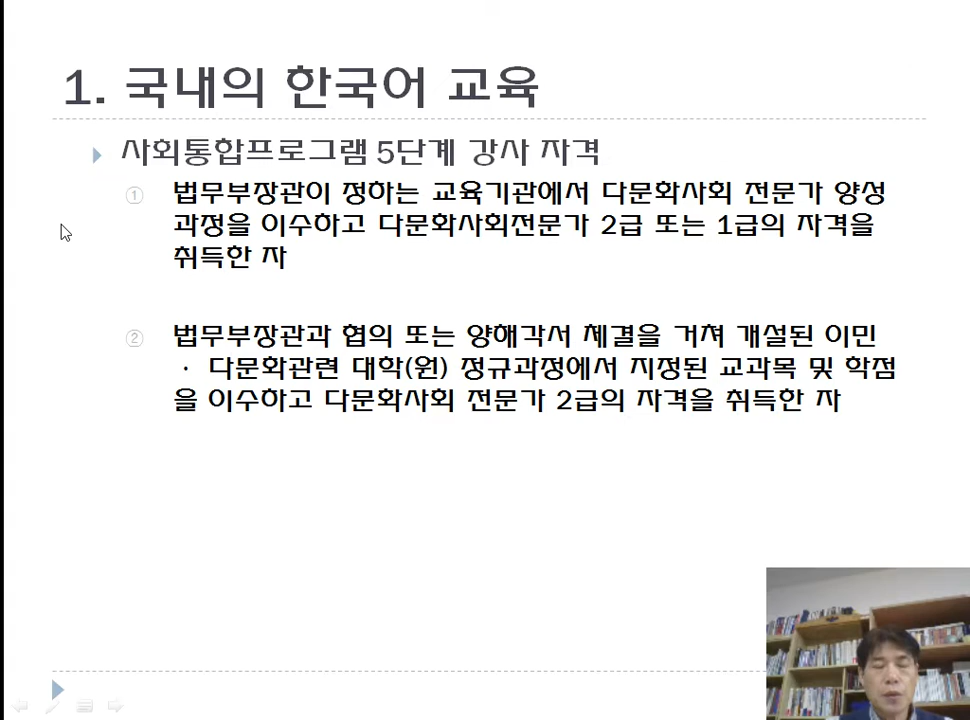 1. 국내의 한국어 교육
사회통합프로그램 5단계 강사 자격
① 법무부장관이 정하는 교육기관에서 다문화사회 전문가 양성
과정을 이수하고 다문화사회전문가 2급 또는 1급의 자격을
취득한 자
② 법무부장관과 협의 또는 양해각서 체결을 거쳐 개설된 이민
· 다문화관련 대학(원) 정규과정에서 지정된 교과목 및 학점
을 이수하고 다문화사회 전문가 2급의 자격을 취득한 자